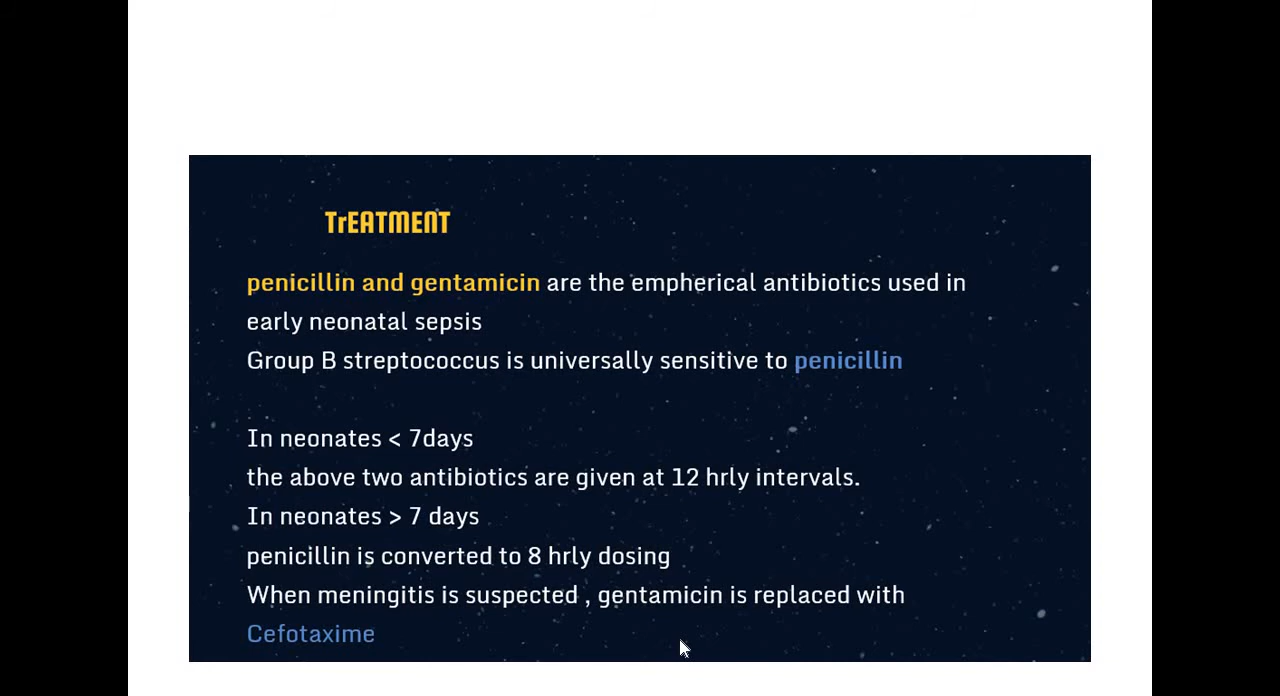 TrEATMENT
penicillin and gentamicin are the empherical antibiotics used in
early neonatal sepsis
Group B streptococcus is universally sensitive to penicillin
In neonates < 7days
the above two antibiotics are given at 12 hrly intervals.
In neonates > 7 days
penicillin is converted to 8 hrly dosing
When meningitis is suspected , gentamicin is replaced with
Cefotaxime